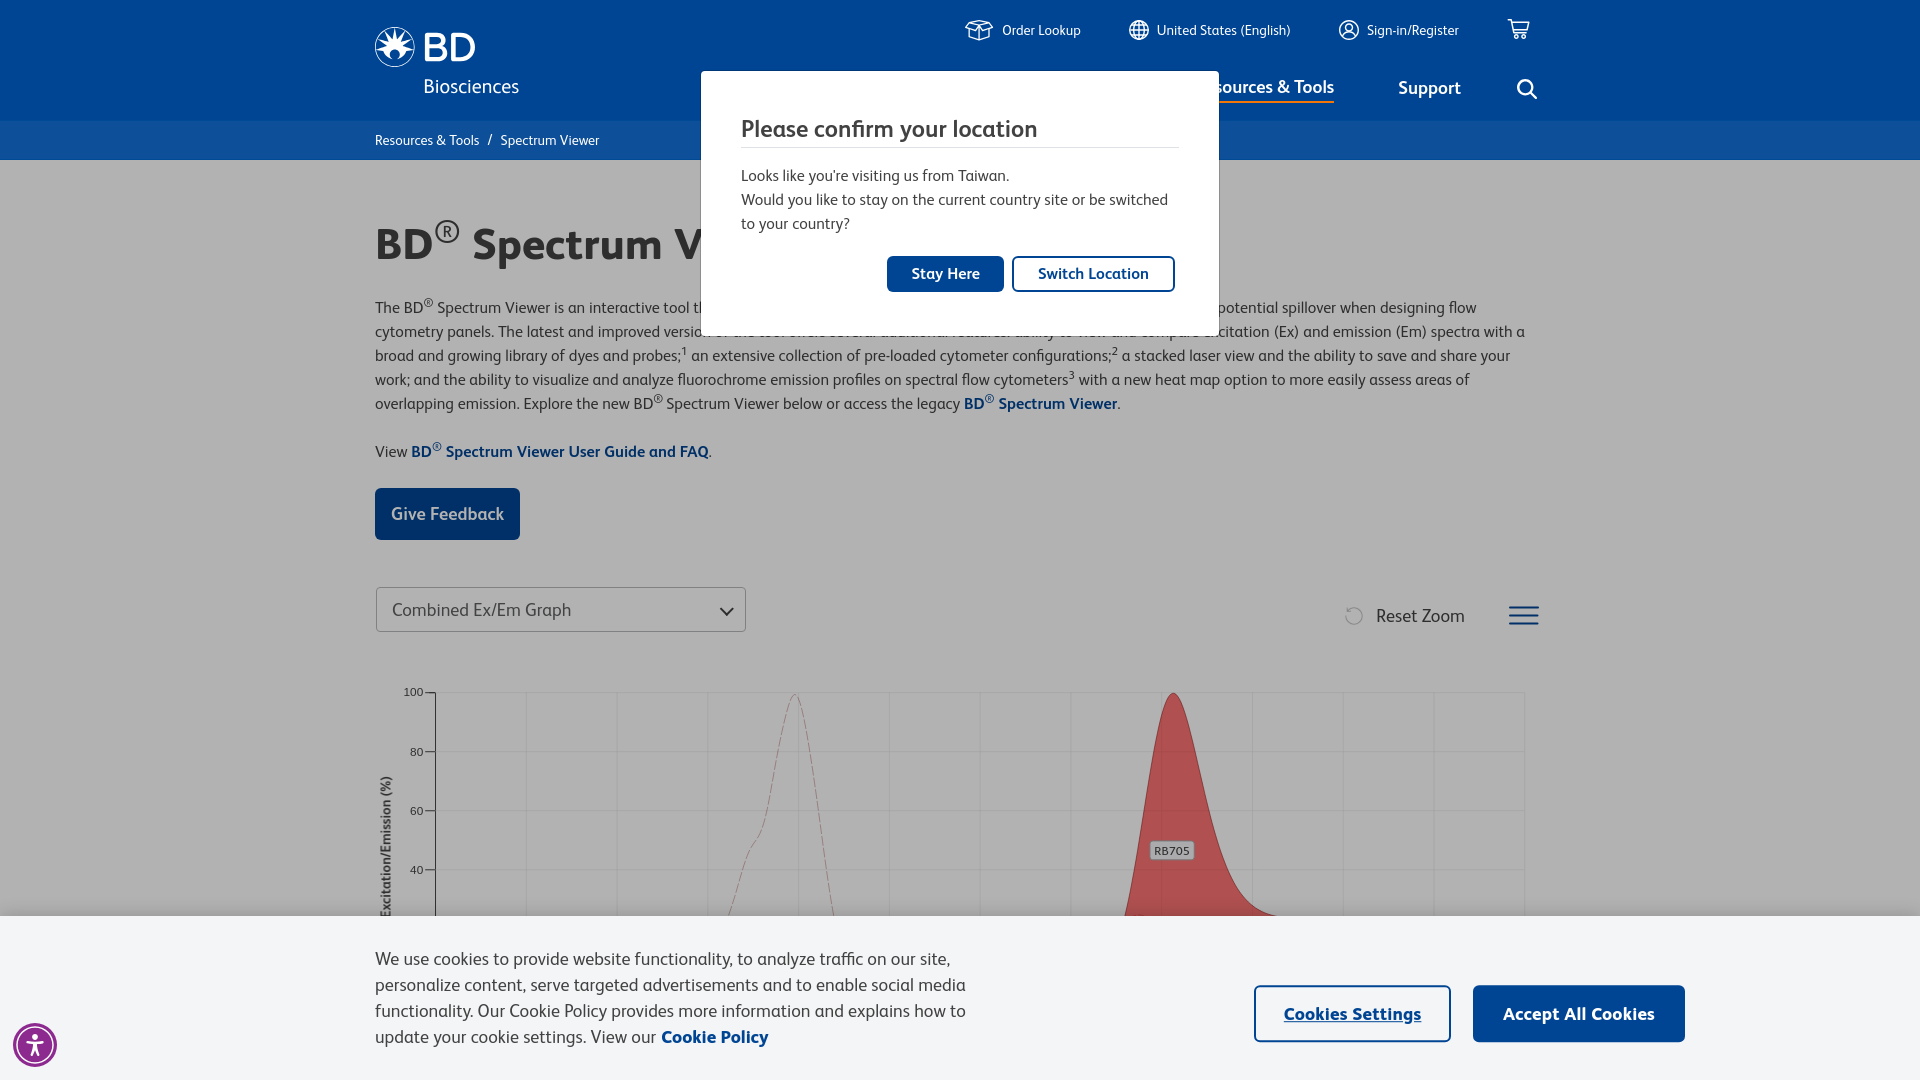 BD
Biosciences
Order Lookup
United States (English)
Sign-in/Register
sources & Tools
Support
Resources & Tools / Spectrum Viewer
Please confirm your location
Looks like you're visiting us from Taiwan.
Would you like to stay on the current country site or be switched
to your country?
Stay Here
Switch Location
BD® Spectrum V
The BD® Spectrum Viewer is an interactive tool potential spillover when designing flow
cytometry panels. The latest and improved (Ex) and emission (Em) spectra with a
broad and growing library of dyes and probes;1 an extensive collection of pre-loaded cytometer configurations;2 a stacked laser view and the ability to save and share your
work; and the ability to visualize and analyze fluorochrome emission profiles on spectral flow cytometers3 with a new heat map option to more easily assess areas of
overlapping emission. Explore the new BD® Spectrum Viewer below or access the legacy BD® Spectrum Viewer.
View BD® Spectrum Viewer User Guide and FAQ.
Give Feedback
Combined Ex/Em Graph
Reset Zoom
100
80
60
40
Excitation/Emission (%)
RB705
We use cookies to provide website functionality, to analyze traffic on our site,
personalize content, serve targeted advertisements and to enable social media
functionality. Our Cookie Policy provides more information and explains how to
update your cookie settings. View our Cookie Policy
Cookies Settings
Accept All Cookies